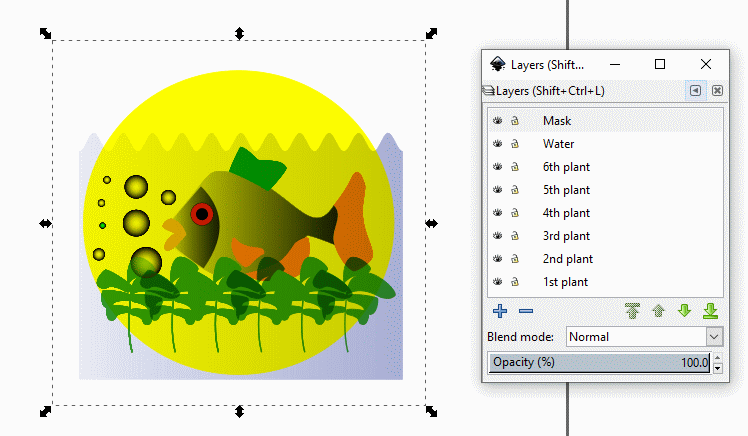 Layers (Shift...
Layers (Shift+Ctrl+L)
Mask
Water
6th plant
5th plant
4th plant
3rd plant
2nd plant
1st plant
Blend mode: Normal
Opacity (%) 100.0